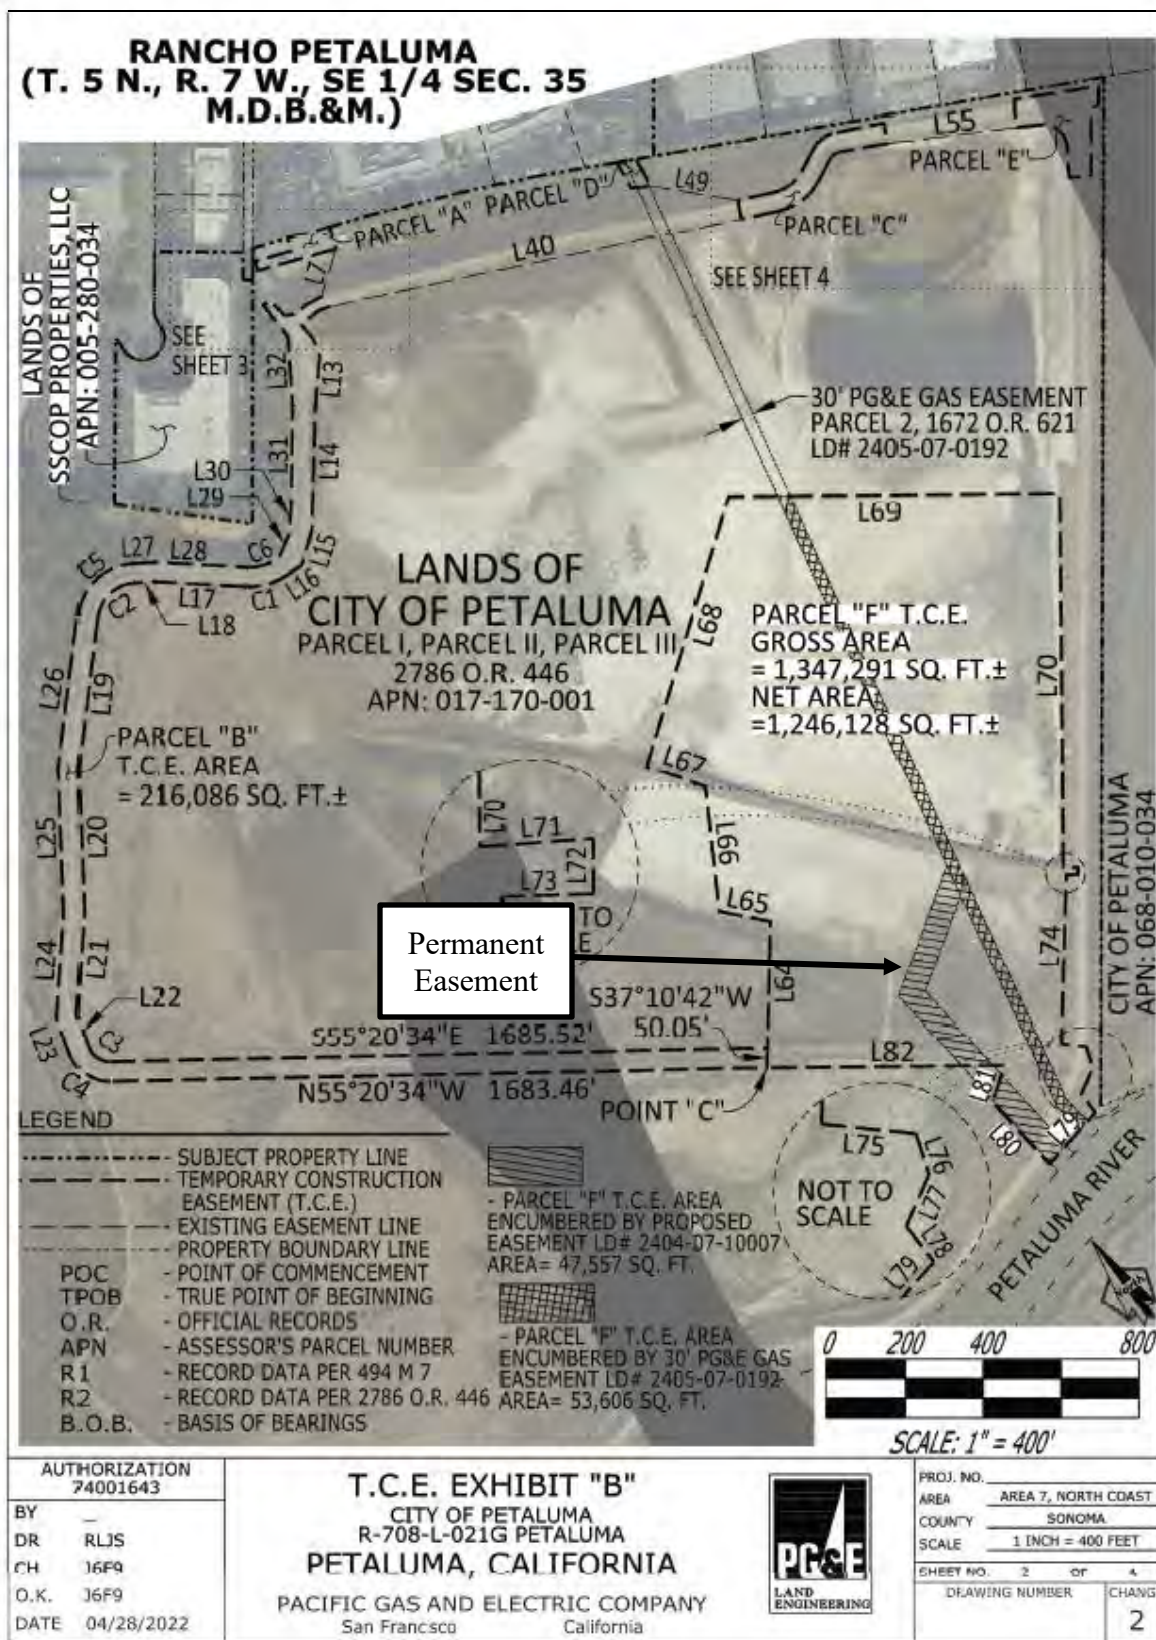 RANCHO PETALUMA
(T. 5 N., R. 7 W., SE 1/4 SEC. 35
M.D.B.&M.)
LANDS OF
SSCOP PROPERTIES, LLC
APN: 005-280-034
SEE
SHEET 3
PARCEL "A"
PARCEL "D"
L7
L40
L49
L55
PARCEL "E"
PARCEL "C"
SEE SHEET 4
30' PG&E GAS EASEMENT
PARCEL 2, 1672 O.R. 621
LD# 2405-07-0192
L32
L13
L31
L14
L30
L29
L15
L16
C6
C1
L27
L28
C5
C2
L17
L18
L26
L19
L25
L20
L24
L21
L22
L23
C3
C4
LANDS OF
CITY OF PETALUMA
PARCEL I, PARCEL II, PARCEL III
2786 O.R. 446
APN: 017-170-001
PARCEL "B"
T.C.E. AREA
= 216,086 SQ. FT.±
L69
L68
L70
PARCEL "F" T.C.E.
GROSS AREA
= 1,347,291 SQ. FT.±
NET AREA
=1,246,128 SQ. FT.±
L67
L66
L65
L64
L74
CITY OF PETALUMA
APN: 068-010-034
L70
L71
L72
L73
TO
E
Permanent
Easement
S37°10'42"W
50.05'
S55°20'34"E 1685.52'
N55°20'34"W 1683.46'
POINT "C"
L82
L81
L80
L79
L75
L76
L77
L78
L79
NOT TO
SCALE
PETALUMA RIVER
North
LEGEND
- SUBJECT PROPERTY LINE
- TEMPORARY CONSTRUCTION
EASEMENT (T.C.E.)
- EXISTING EASEMENT LINE
- PROPERTY BOUNDARY LINE
POC - POINT OF COMMENCEMENT
TPOB - TRUE POINT OF BEGINNING
O.R. - OFFICIAL RECORDS
APN - ASSESSOR'S PARCEL NUMBER
R1 - RECORD DATA PER 494 M 7
R2 - RECORD DATA PER 2786 O.R. 446
B.O.B. - BASIS OF BEARINGS
- PARCEL "F" T.C.E. AREA
ENCUMBERED BY PROPOSED
EASEMENT LD# 2404-07-10007
AREA= 47,557 SQ. FT.
- PARCEL "F" T.C.E. AREA
ENCUMBERED BY 30' PG&E GAS
EASEMENT LD# 2405-07-0192
AREA= 53,606 SQ. FT.
0 200 400 800
SCALE: 1" = 400'
AUTHORIZATION
74001643
BY _
DR RLJS
CH J6F9
O.K. J6F9
DATE 04/28/2022
T.C.E. EXHIBIT "B"
CITY OF PETALUMA
R-708-L-021G PETALUMA
PETALUMA, CALIFORNIA
PACIFIC GAS AND ELECTRIC COMPANY
San Francisco California
PG&E
LAND
ENGINEERING
PROJ. NO.
AREA AREA 7, NORTH COAST
COUNTY SONOMA
SCALE 1 INCH = 400 FEET
SHEET NO. 2 OF 4
DRAWING NUMBER
CHANG
2